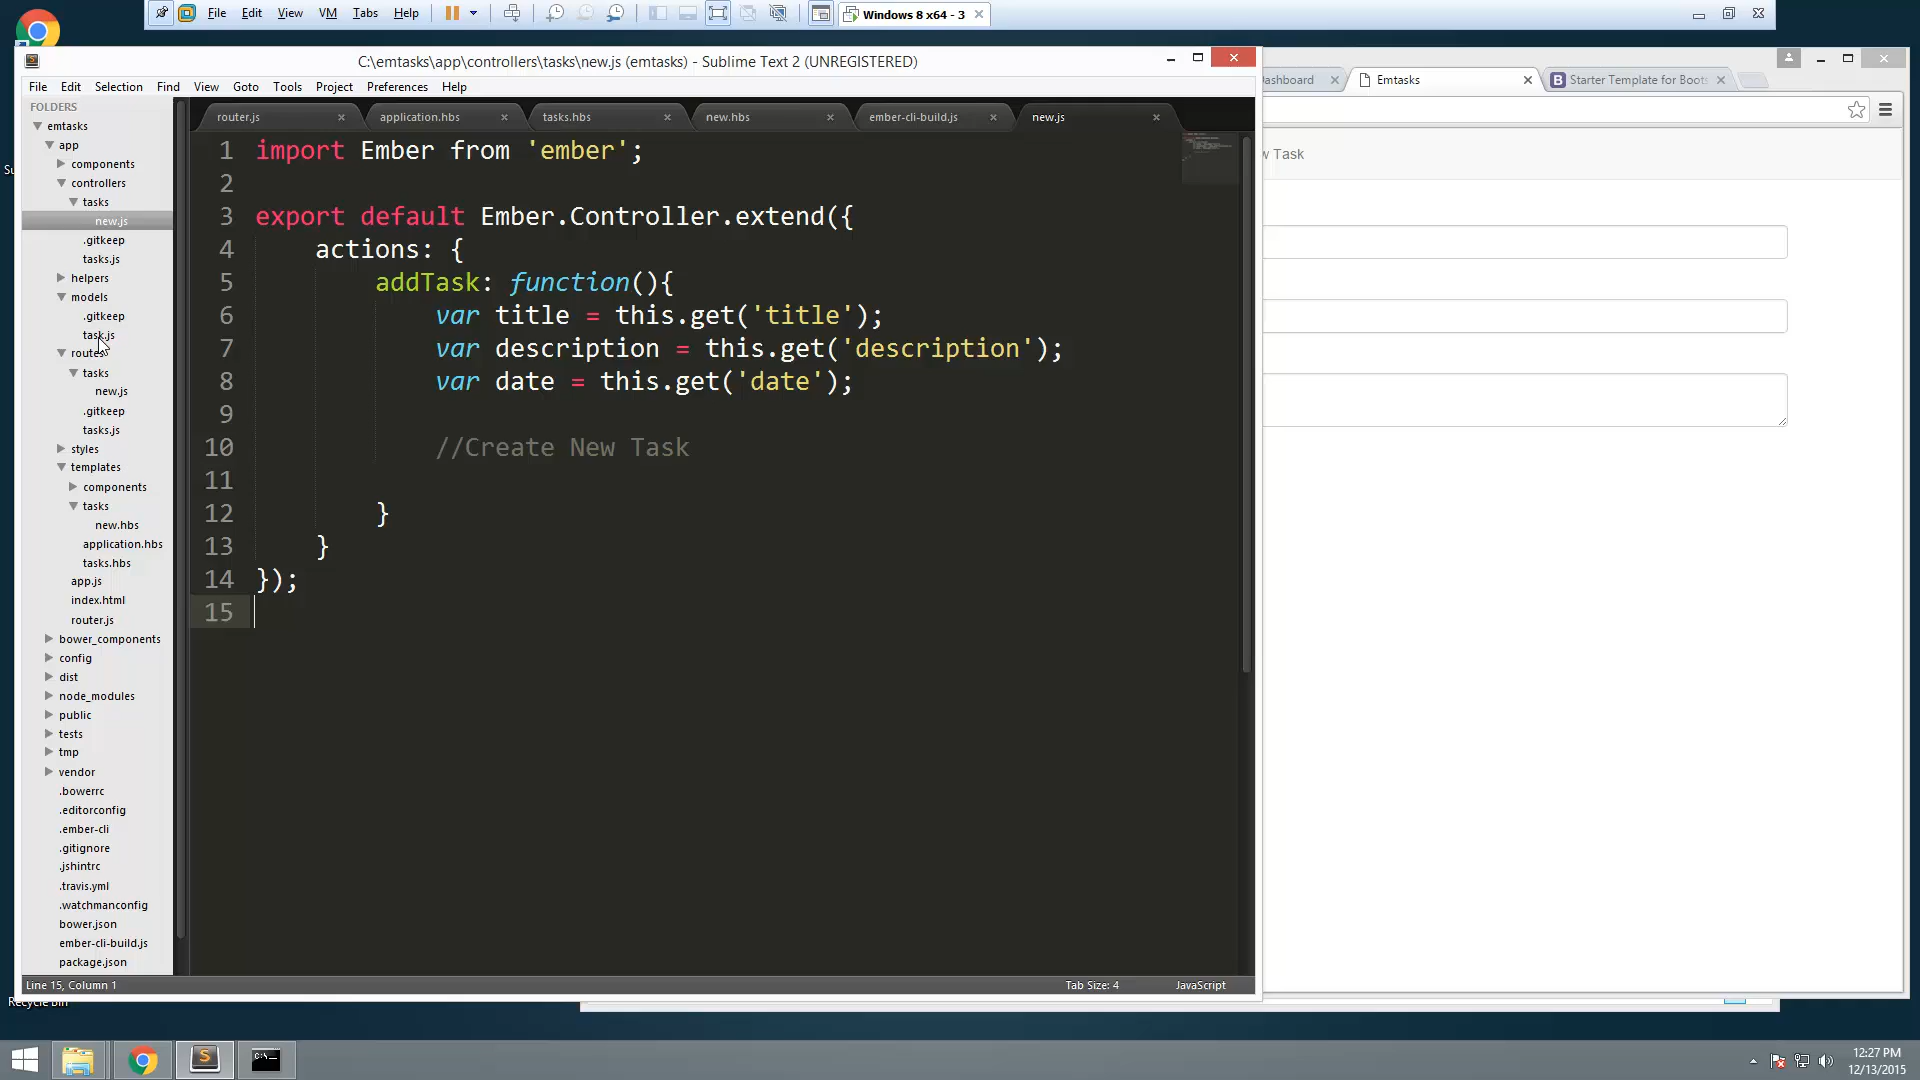 File Edit View VM Tabs Help
Windows 8 x64 - 3
C:\emtasks\app\controllers\tasks\new.js (emtasks) - Sublime Text 2 (UNREGISTERED)
File Edit Selection Find View Goto Tools Project Preferences Help
Emtasks
Starter Template for Boots
FOLDERS
emtasks
app
components
controllers
tasks
new.js
.gitkeep
tasks.js
helpers
models
.gitkeep
task.js
routes
tasks
new.js
.gitkeep
tasks.js
styles
templates
components
tasks
new.hbs
application.hbs
tasks.hbs
app.js
index.html
router.js
bower_components
config
dist
node_modules
public
tests
tmp
vendor
.bowerrc
.editorconfig
.ember-cli
.gitignore
.jshintrc
.travis.yml
.watchmanconfig
bower.json
ember-cli-build.js
package.json
router.js application.hbs tasks.hbs new.hbs ember-cli-build.js new.js
1 import Ember from 'ember';
2
3 export default Ember.Controller.extend({
4 actions: {
5 addTask: function(){
6 var title = this.get('title');
7 var description = this.get('description');
8 var date = this.get('date');
9
10 //Create New Task
11
12 }
13 }
14 });
15
w Task
Line 15, Column 1
Tab Size: 4
JavaScript
12:27 PM
12/13/2015